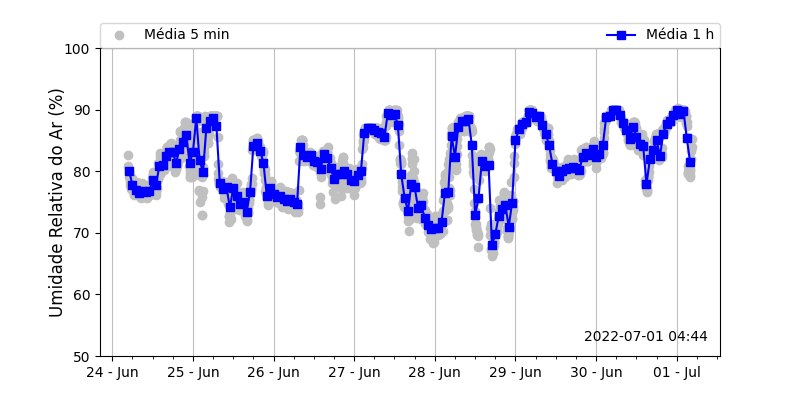 Média 5 min
Média 1 h
Umidade Relativa do Ar (%)
100
90
80
70
60
50
2022-07-01 04:44
24 - Jun
25 - Jun
26 - Jun
27 - Jun
28 - Jun
29 - Jun
30 - Jun
01 - Jul